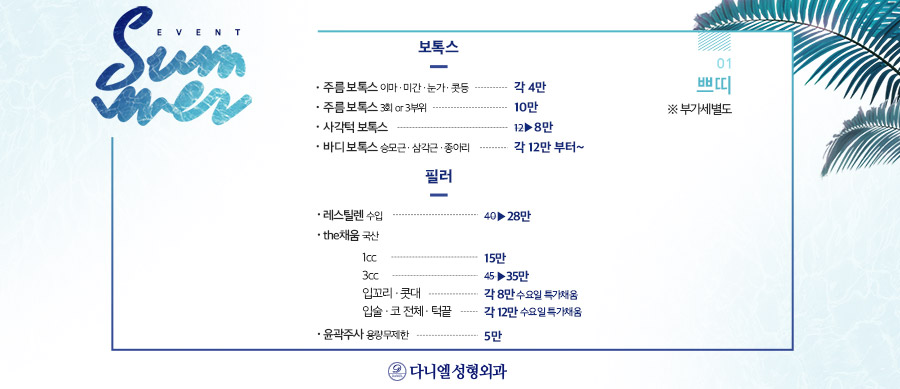 EVENT
Sum
mer
01
쁘띠
※ 부가세별도
보톡스
· 주름 보톡스 이마 · 미간 · 눈가 · 콧등 각 4만
· 주름 보톡스 3회 or 3부위 10만
· 사각턱 보톡스 12▶8만
· 바디 보톡스 승모근 · 삼각근 · 종아리 각 12만 부터~
필러
· 레스틸렌 수입 40▶28만
· the채움 국산
1cc 15만
3cc 45▶35만
입꼬리 · 콧대 각 8만 수요일 특가채움
입술 · 코 전체 · 턱끝 각 12만 수요일 특가채움
· 윤곽주사 용량무제한 5만
다니엘성형외과